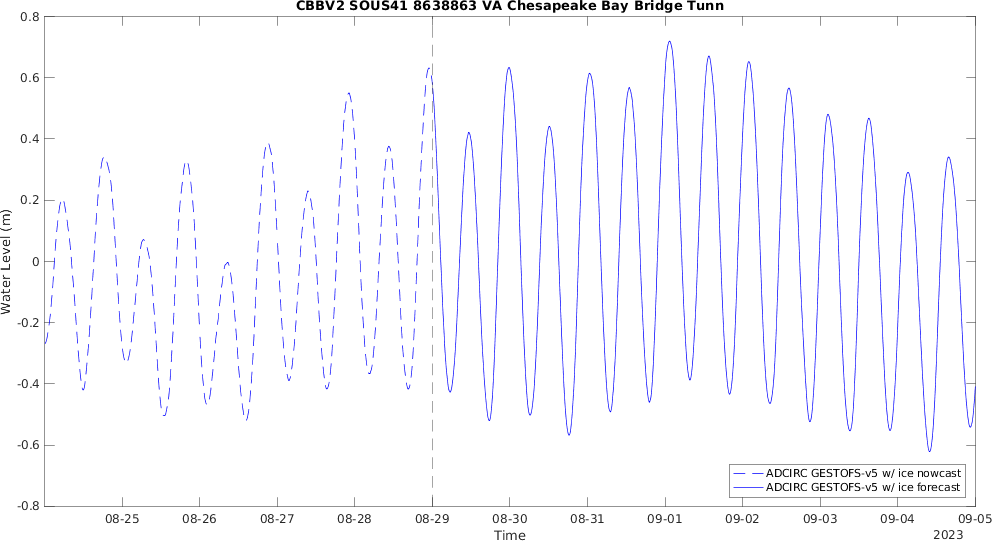 CBBV2 SOUS41 8638863 VA Chesapeake Bay Bridge Tunn
0.8
0.6
0.4
0.2
0
-0.2
-0.4
-0.6
-0.8
Water Level (m)
ADCIRC GESTOFS-v5 w/ ice nowcast
ADCIRC GESTOFS-v5 w/ ice forecast
08-25 08-26 08-27 08-28 08-29 08-30 08-31 09-01 09-02 09-03 09-04 09-05
Time
2023